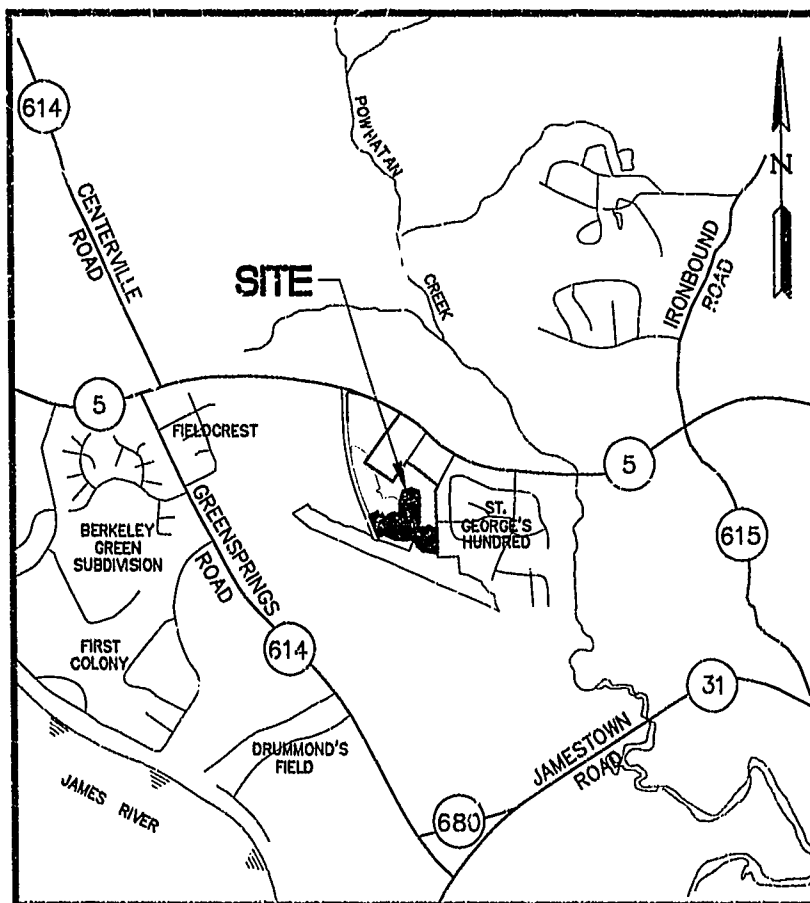 614
POWHATAN
CREEK
N
CENTERVILLE
ROAD
IRONBOUND
ROAD
SITE
5
FIELDCREST
5
BERKELEY
GREEN
SUBDIVISION
GREENSPRINGS
ROAD
ST.
GEORGE'S
HUNDRED
615
FIRST
COLONY
614
31
DRUMMOND'S
FIELD
JAMESTOWN
ROAD
JAMES RIVER
680